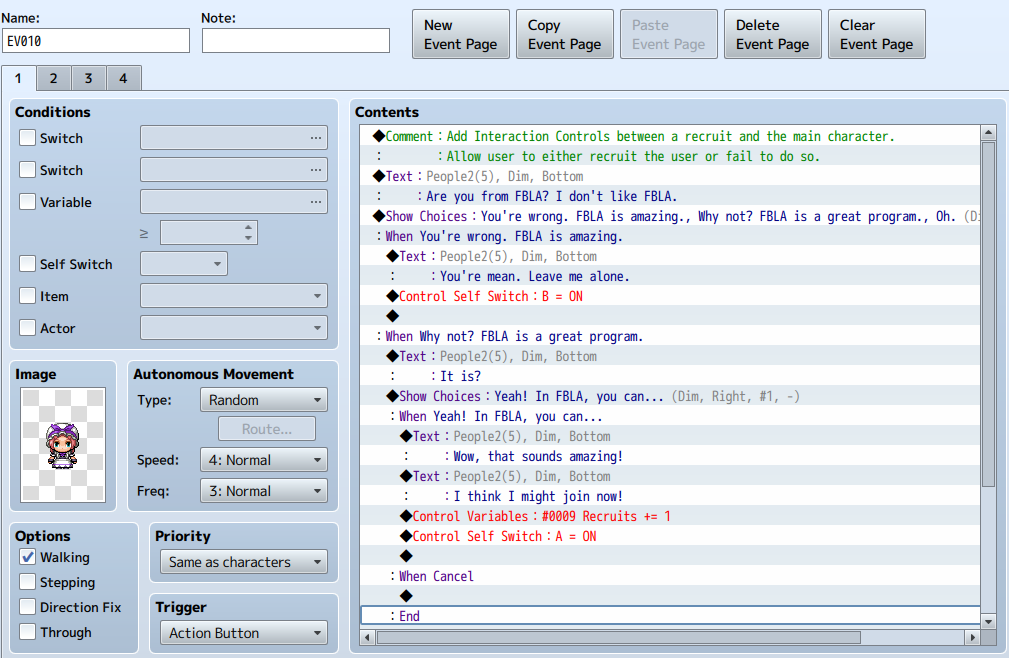 Name:
Note:
EV010
New
Event Page
Copy
Event Page
Paste
Event Page
Delete
Event Page
Clear
Event Page
1
2
3
4
Conditions
Switch
...
Switch
...
Variable
...
≥
Self Switch
Item
Actor
Image
Autonomous Movement
Type:
Random
Route...
Speed:
4: Normal
Freq:
3: Normal
Options
Walking
Stepping
Direction Fix
Through
Priority
Same as characters
Trigger
Action Button
Contents
◆Comment：Add Interaction Controls between a recruit and the main character.
：　　　：Allow user to either recruit the user or fail to do so.
◆Text：People2(5), Dim, Bottom
：　　：Are you from FBLA? I don't like FBLA.
◆Show Choices：You're wrong. FBLA is amazing., Why not? FBLA is a great program., Oh. (Di
：When You're wrong. FBLA is amazing.
◆Text：People2(5), Dim, Bottom
：　　：You're mean. Leave me alone.
◆Control Self Switch：B = ON
◆
：When Why not? FBLA is a great program.
◆Text：People2(5), Dim, Bottom
：　　：It is?
◆Show Choices：Yeah! In FBLA, you can... (Dim, Right, #1, -)
：When Yeah! In FBLA, you can...
◆Text：People2(5), Dim, Bottom
：　　：Wow, that sounds amazing!
◆Text：People2(5), Dim, Bottom
：　　：I think I might join now!
◆Control Variables：#0009 Recruits += 1
◆Control Self Switch：A = ON
◆
：When Cancel
◆
：End